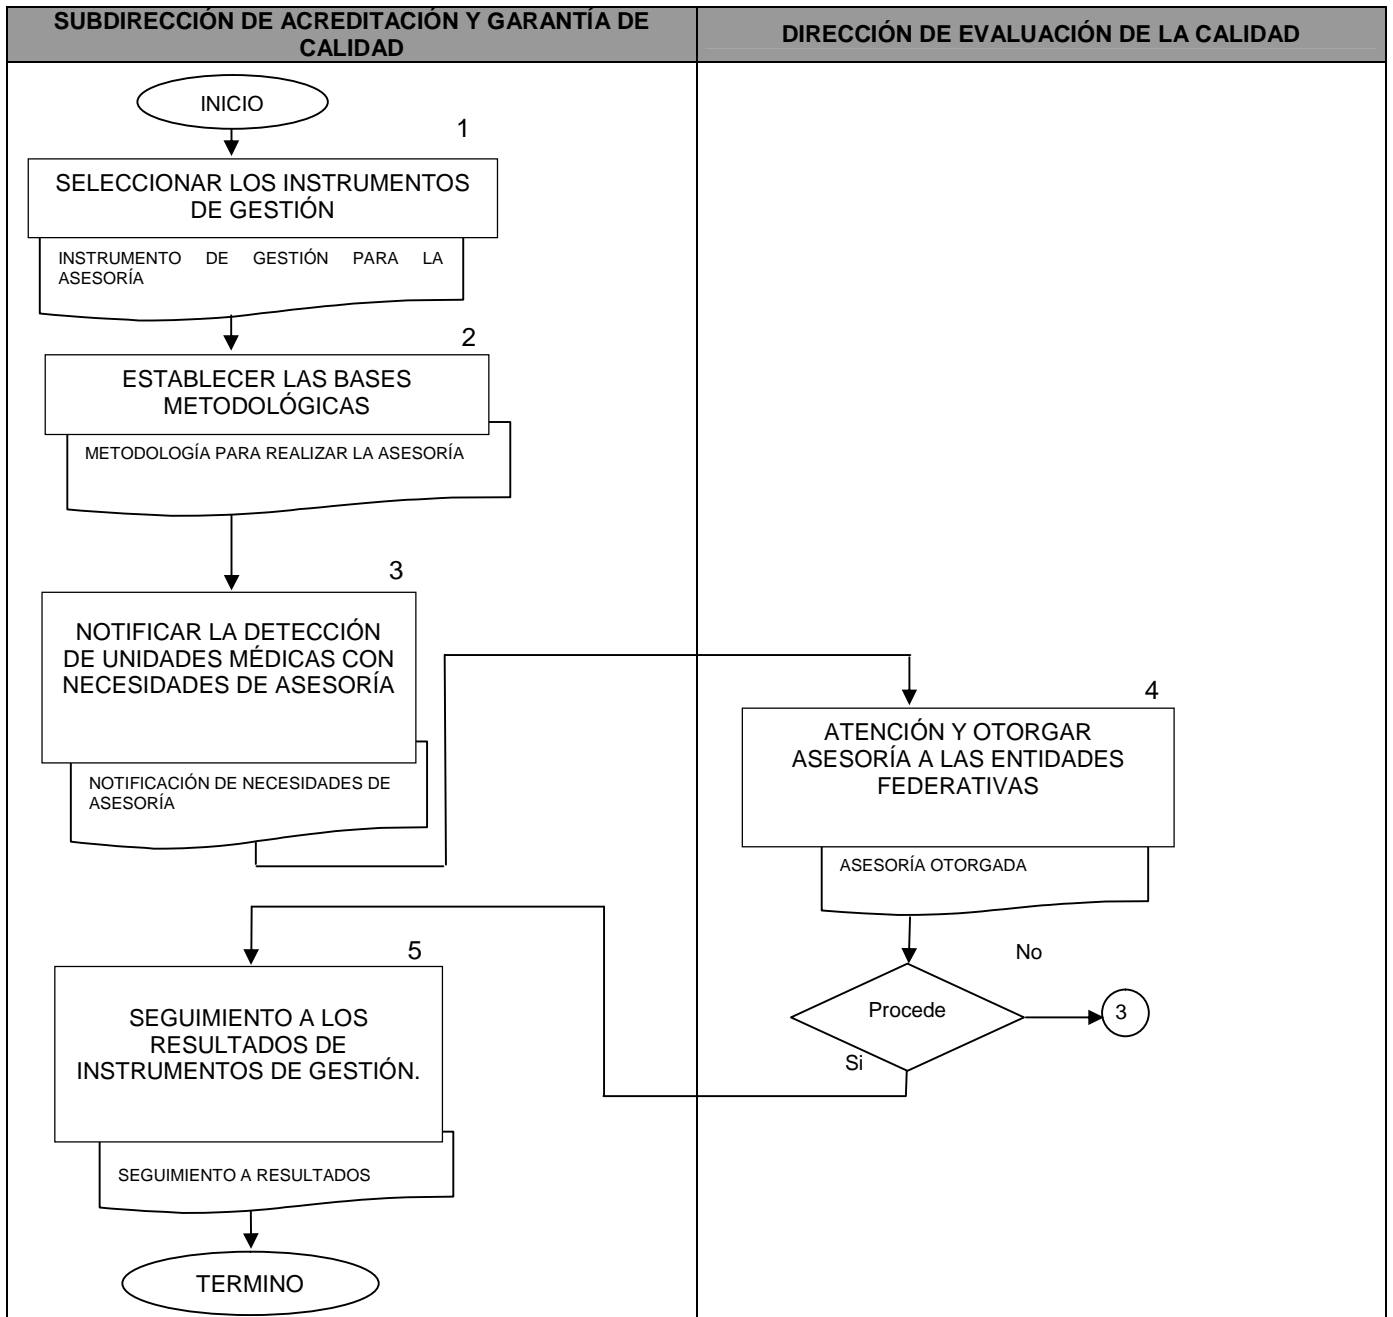 SUBDIRECCIÓN DE ACREDITACIÓN Y GARANTÍA DE
CALIDAD
DIRECCIÓN DE EVALUACIÓN DE LA CALIDAD
INICIO
1
SELECCIONAR LOS INSTRUMENTOS
DE GESTIÓN
INSTRUMENTO DE GESTIÓN PARA LA
ASESORÍA
2
ESTABLECER LAS BASES
METODOLÓGICAS
METODOLOGÍA PARA REALIZAR LA ASESORÍA
3
NOTIFICAR LA DETECCIÓN
DE UNIDADES MÉDICAS CON
NECESIDADES DE ASESORÍA
NOTIFICACIÓN DE NECESIDADES DE
ASESORÍA
4
ATENCIÓN Y OTORGAR
ASESORÍA A LAS ENTIDADES
FEDERATIVAS
ASESORÍA OTORGADA
No
Procede
3
Si
5
SEGUIMIENTO A LOS
RESULTADOS DE
INSTRUMENTOS DE GESTIÓN.
SEGUIMIENTO A RESULTADOS
TERMINO